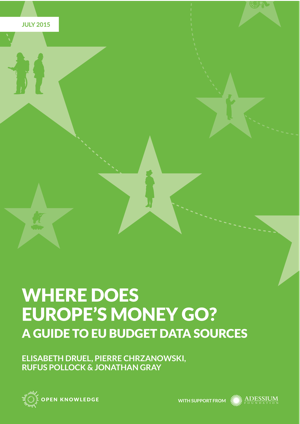 JULY 2015
WHERE DOES
EUROPE'S MONEY GO?
A GUIDE TO EU BUDGET DATA SOURCES
ELISABETH DRUEL, PIERRE CHRZANOWSKI,
RUFUS POLLOCK & JONATHAN GRAY
OPEN KNOWLEDGE
WITH SUPPORT FROM
ADESSIUM
FOUNDATION